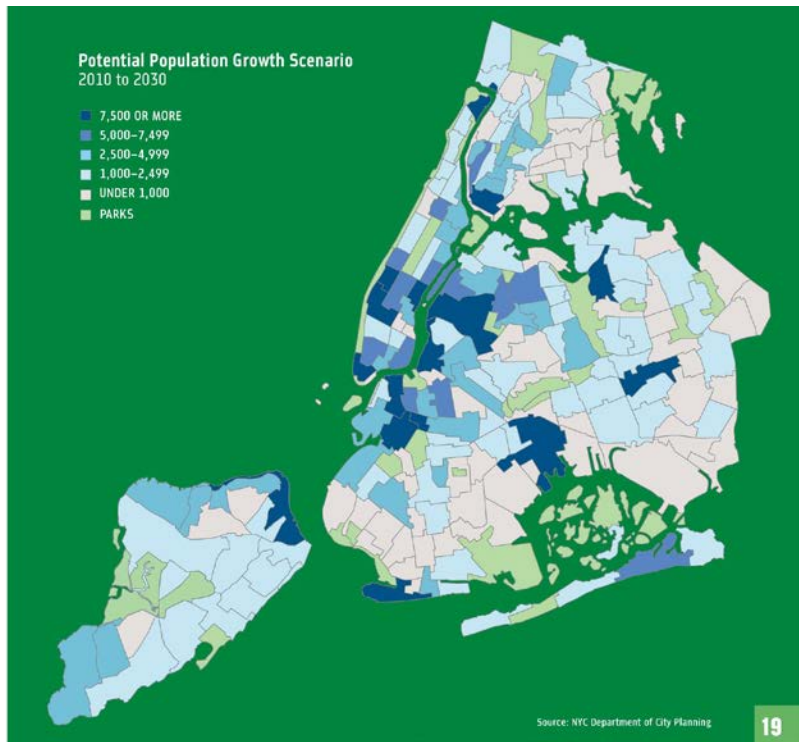 Potential Population Growth Scenario
2010 to 2030
7,500 OR MORE
5,000–7,499
2,500–4,999
1,000–2,499
UNDER 1,000
PARKS
Source: NYC Department of City Planning
19